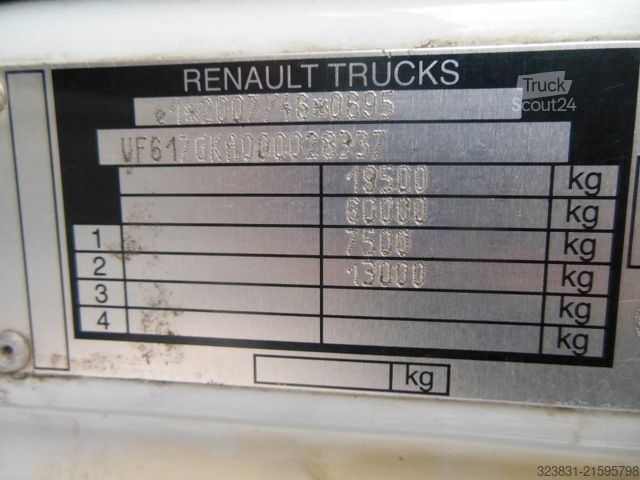 RENAULT TRUCKS
Truck
Scout24
e1*2007/46*0695
VF617GKA000028337
19500 kg
60000 kg
1 7500 kg
2 13000 kg
3 kg
4 kg
kg
323831-21595798